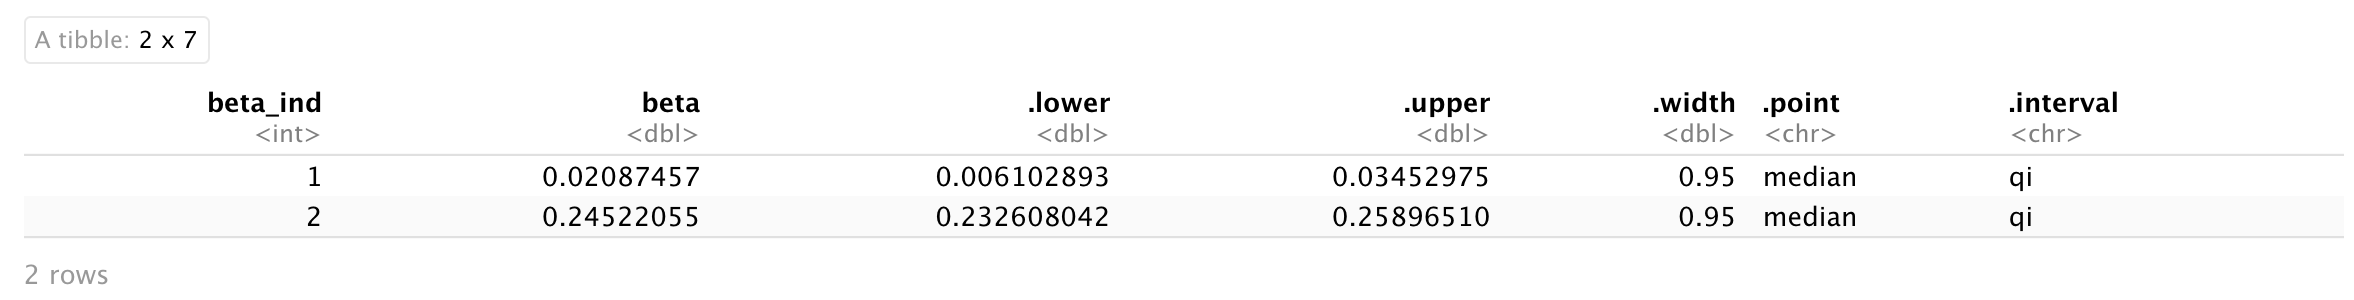 A tibble: 2 x 7
beta_ind beta .lower .upper .width .point .interval
<int> <dbl> <dbl> <dbl> <dbl> <chr> <chr>
1 0.02087457 0.006102893 0.03452975 0.95 median qi
2 0.24522055 0.232608042 0.25896510 0.95 median qi
2 rows